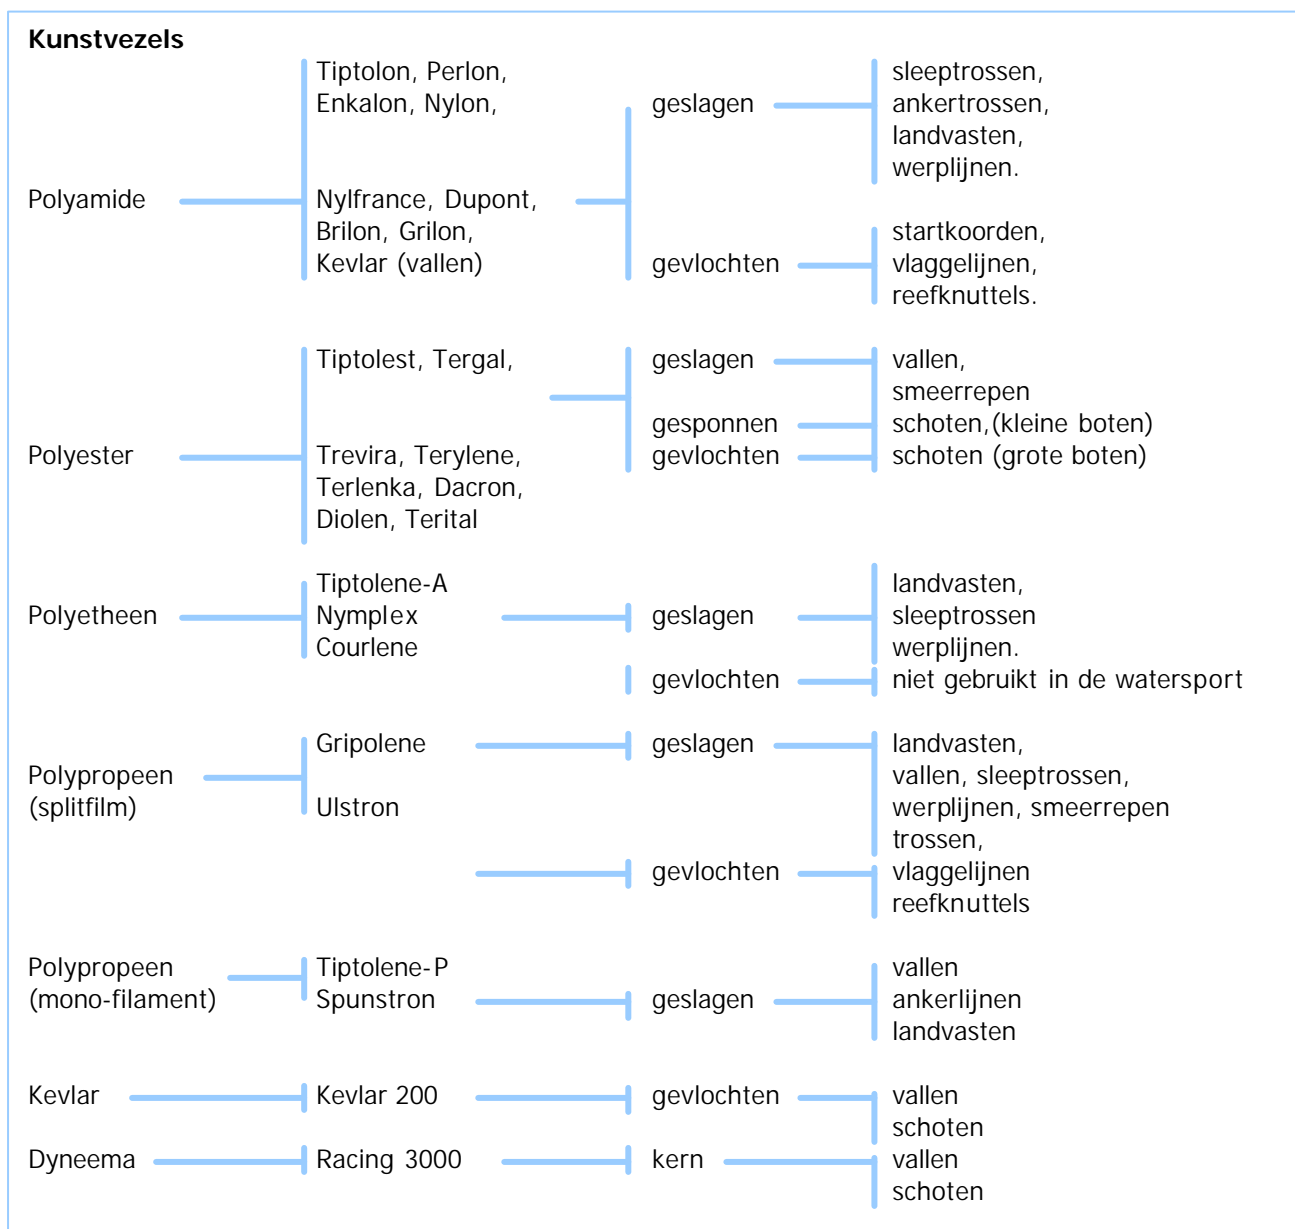 Kunstvezels
Tiptolon, Perlon, sleeptrossen,
Enkalon, Nylon, geslagen ankertrossen,
landvasten,
werplijnen.
Polyamide Nylfrance, Dupont,
Brilon, Grilon, startkoorden,
Kevlar (vallen) gevlochten vlaggelijnen,
reefknuttels.
Tiptolest, Tergal, geslagen vallen,
smeerrepen
gesponnen schoten,(kleine boten)
Polyester Trevira, Terylene, gevlochten schoten (grote boten)
Terlenka, Dacron,
Diolen, Terital
Tiptolene-A landvasten,
Polyetheen Nymplex geslagen sleeptrossen
Courlene werplijnen.
gevlochten niet gebruikt in de watersport
Gripolene geslagen landvasten,
Polypropeen vallen, sleeptrossen,
(splitfilm) Ulstron werplijnen, smeerrepen
trossen,
gevlochten vlaggelijnen
reefknuttels
Polypropeen Tiptolene-P vallen
(mono-filament) Spunstron geslagen ankerlijnen
landvasten
Kevlar Kevlar 200 gevlochten vallen
schoten
Dyneema Racing 3000 kern vallen
schoten